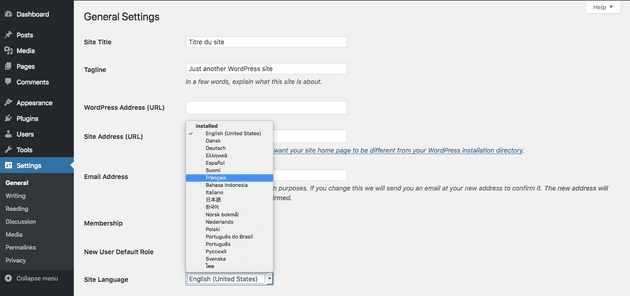 Dashboard
Posts
Media
Pages
Comments
Appearance
Plugins
Users
Tools
Settings
General
Writing
Reading
Discussion
Media
Permalinks
Privacy
Collapse menu
Help
General Settings
Site Title
Titre du site
Tagline
Just another WordPress site
In a few words, explain what this site is about.
WordPress Address (URL)
Site Address (URL)
want your site home page to be different from your WordPress installation directory.
Email Address
purposes. If you change this we will send you an email at your new address to confirm it. The new address will
Membership
New User Default Role
Site Language
Installed
✓ English (United States)
Dansk
Deutsch
Ελληνικά
Español
Suomi
Français
Bahasa Indonesia
Italiano
日本語
한국어
Norsk bokmål
Nederlands
Polski
Português do Brasil
Português
Русский
Svenska
ไทย
English (United States)